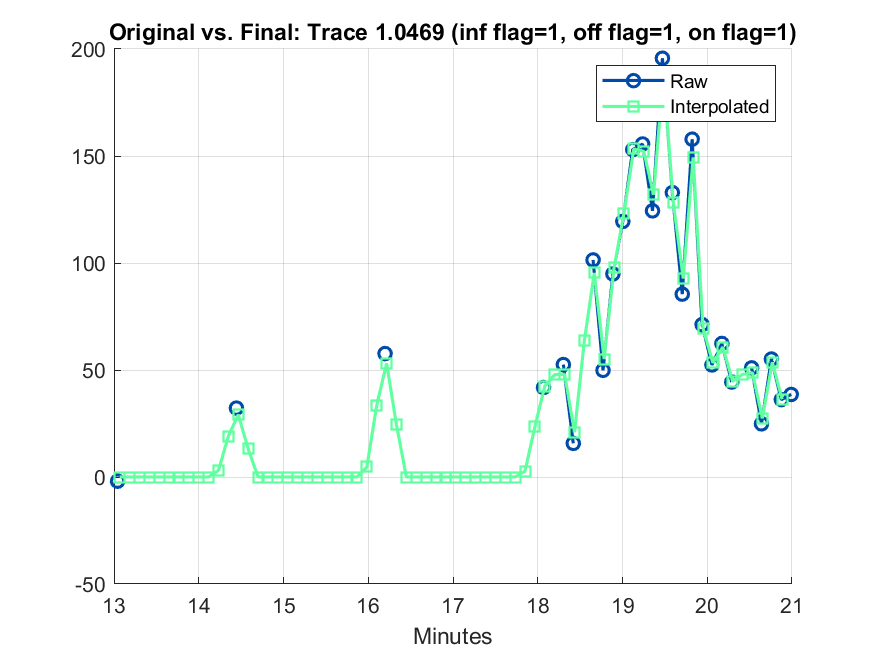 Original vs. Final: Trace 1.0469 (inf flag=1, off flag=1, on flag=1)
200
150
100
50
0
-50
Raw
Interpolated
13 14 15 16 17 18 19 20 21
Minutes